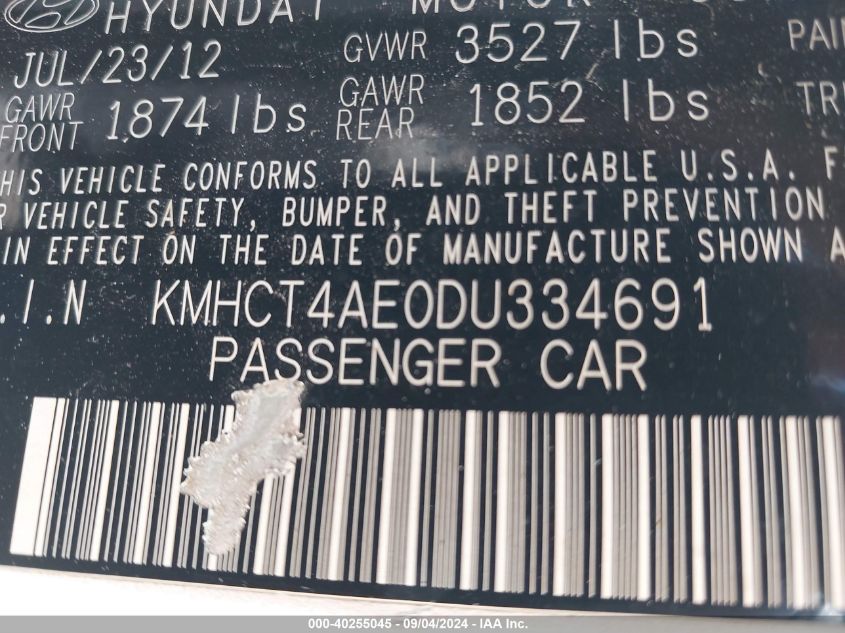 HYUNDAI MOTOR
JUL/23/12 GVWR 3527 lbs
GAWR FRONT 1874 lbs GAWR REAR 1852 lbs
HIS VEHICLE CONFORMS TO ALL APPLICABLE U.S.A. F
R VEHICLE SAFETY, BUMPER, AND THEFT PREVENTION
IN EFFECT ON THE DATE OF MANUFACTURE SHOWN A
.I.N KMHCT4AE0DU334691
PASSENGER CAR
000-40255045 - 09/04/2024 - IAA Inc.